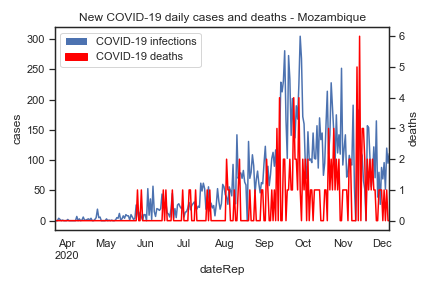 New COVID-19 daily cases and deaths - Mozambique
COVID-19 infections
COVID-19 deaths
300
250
200
150
100
50
0
cases
6
5
4
3
2
1
0
deaths
Apr May Jun Jul Aug Sep Oct Nov Dec
2020
dateRep